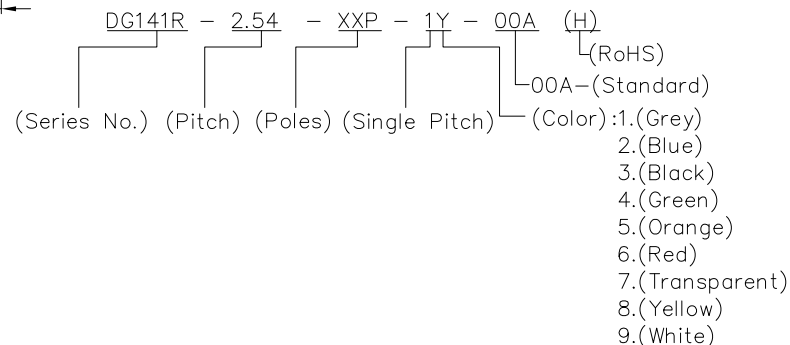 DG141R - 2.54 - XXP - 1Y - 00A (H)
(RoHS)
00A-(Standard)
(Series No.) (Pitch) (Poles) (Single Pitch) (Color):1.(Grey)
2.(Blue)
3.(Black)
4.(Green)
5.(Orange)
6.(Red)
7.(Transparent)
8.(Yellow)
9.(White)